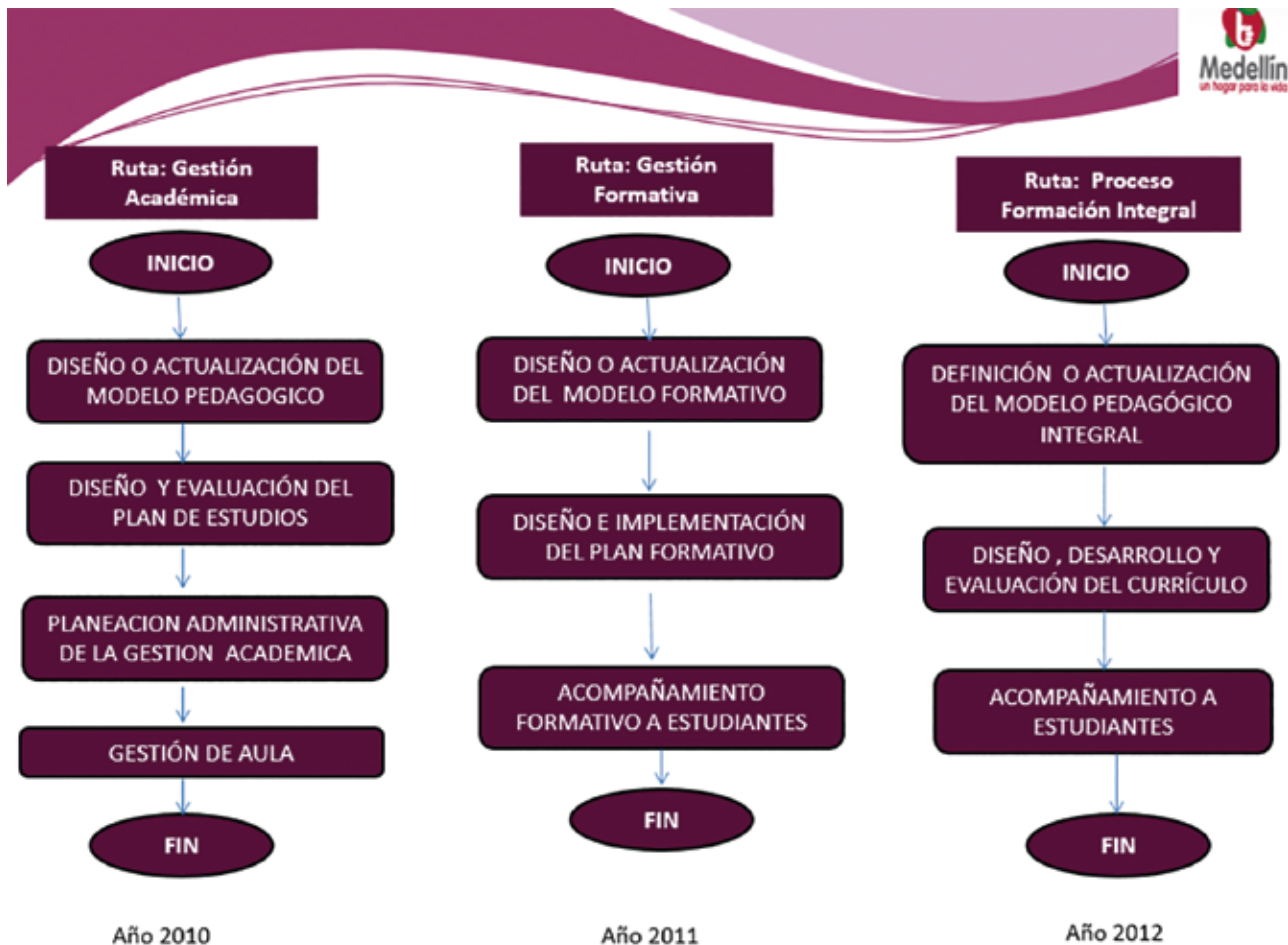 Medellín
un hogar para la vida
Ruta: Gestión
Académica
INICIO
DISEÑO O ACTUALIZACIÓN DEL
MODELO PEDAGOGICO
DISEÑO Y EVALUACIÓN DEL
PLAN DE ESTUDIOS
PLANEACION ADMINISTRATIVA
DE LA GESTION ACADEMICA
GESTIÓN DE AULA
FIN
Año 2010
Ruta: Gestión
Formativa
INICIO
DISEÑO O ACTUALIZACIÓN
DEL MODELO FORMATIVO
DISEÑO E IMPLEMENTACIÓN
DEL PLAN FORMATIVO
ACOMPAÑAMIENTO
FORMATIVO A ESTUDIANTES
FIN
Año 2011
Ruta: Proceso
Formación Integral
INICIO
DEFINICIÓN O ACTUALIZACIÓN
DEL MODELO PEDAGÓGICO
INTEGRAL
DISEÑO , DESARROLLO Y
EVALUACIÓN DEL CURRÍCULO
ACOMPAÑAMIENTO A
ESTUDIANTES
FIN
Año 2012